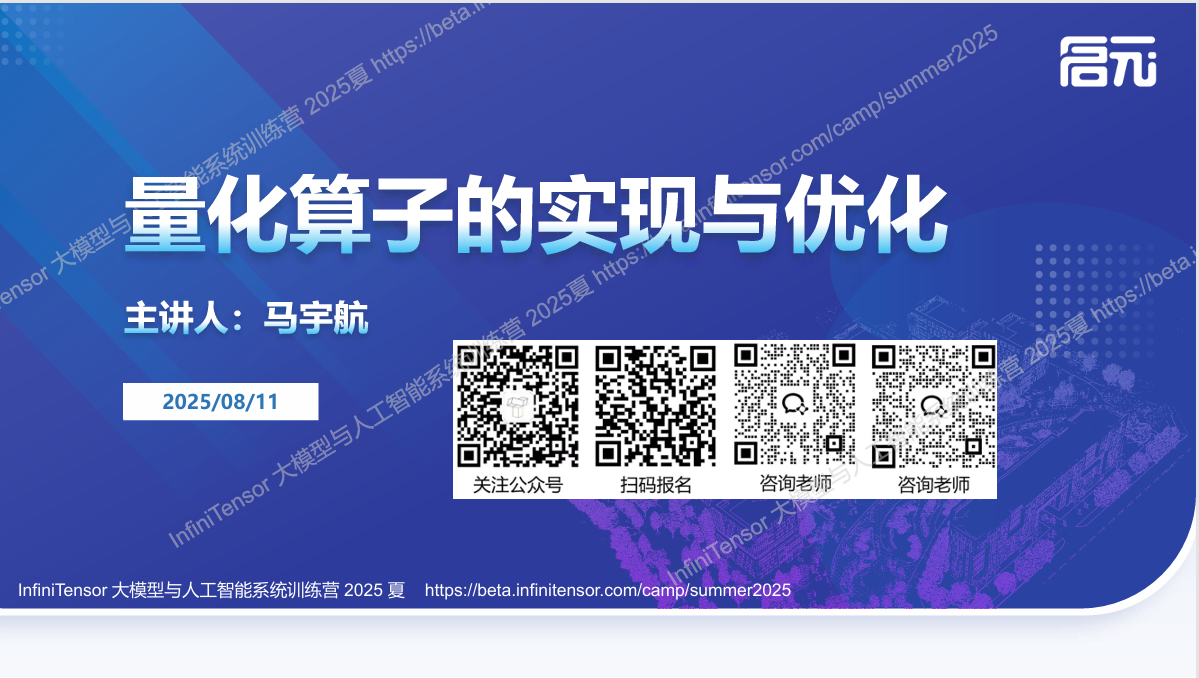 启元
量化算子的实现与优化
主讲人：马宇航
2025/08/11
关注公众号
扫码报名
咨询老师
咨询老师
InfiniTensor 大模型与人工智能系统训练营 2025 夏 https://beta.infinitensor.com/camp/summer2025
InfiniTensor 大模型与人工智能系统训练营 2025夏 https://beta.infinitensor.com/camp/summer2025